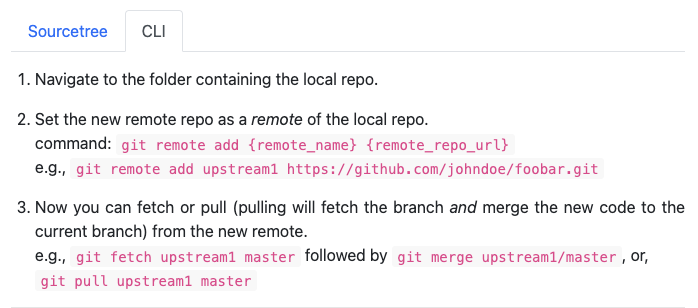 Sourcetree CLI
1. Navigate to the folder containing the local repo.
2. Set the new remote repo as a remote of the local repo.
command: git remote add {remote_name} {remote_repo_url}
e.g., git remote add upstream1 https://github.com/johndoe/foobar.git
3. Now you can fetch or pull (pulling will fetch the branch and merge the new code to the
current branch) from the new remote.
e.g., git fetch upstream1 master followed by git merge upstream1/master , or,
git pull upstream1 master